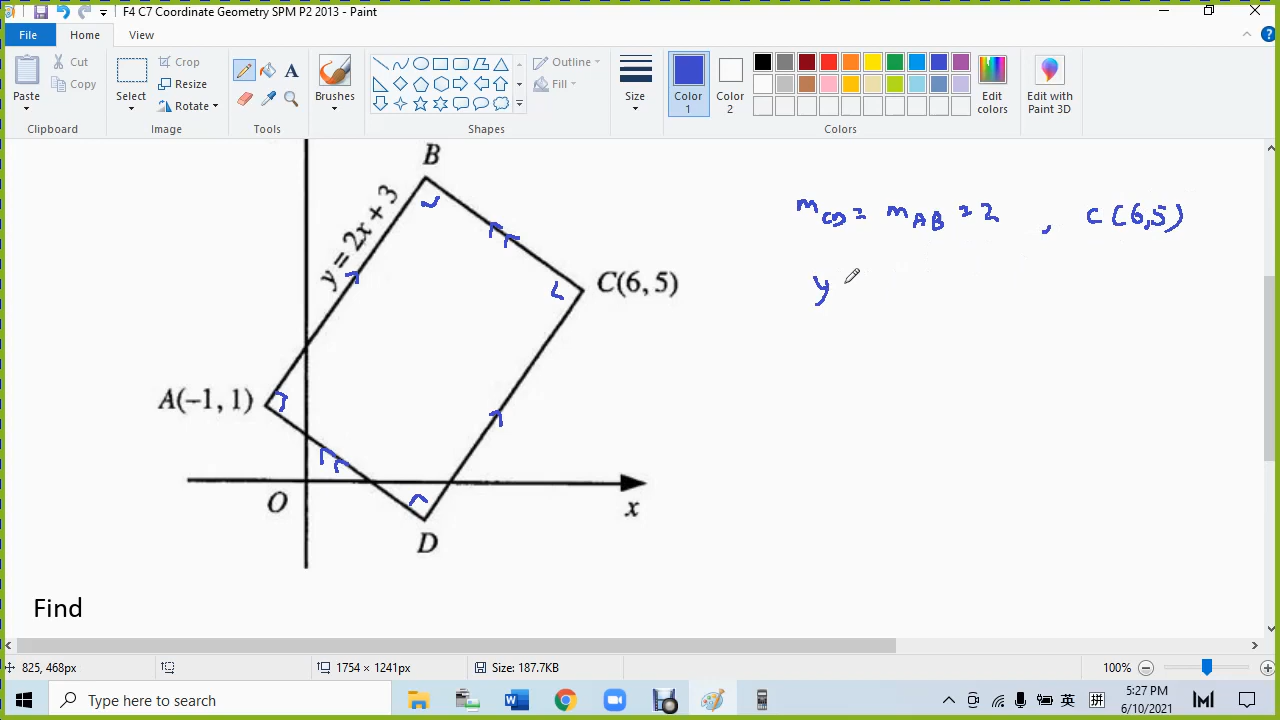 F4 C7 Coordinate Geometry SPM P2 2013 - Paint
File Home View
Paste Cut Copy
Select Crop Resize Rotate
Brushes
Outline Fill
Size
Color 1
Color 2
Edit colors
Edit with Paint 3D
Clipboard Image Tools Shapes Colors
B
y = 2x + 3
C(6, 5)
A(−1, 1)
O
x
D
m_CD = m_AB = 2 , C(6,5)
y
Find
825, 468px 1754 × 1241px Size: 187.7KB 100%
Type here to search
英 拼
5:27 PM
6/10/2021